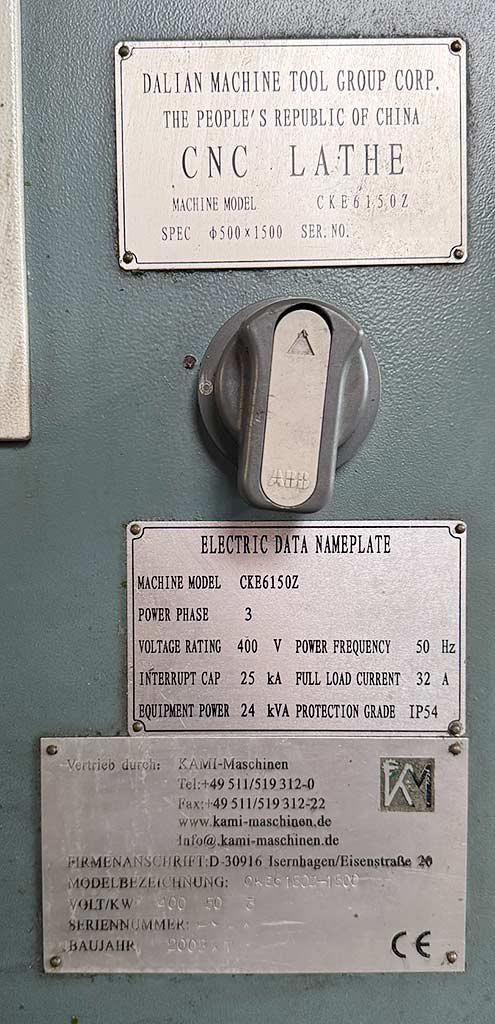 DALIAN MACHINE TOOL GROUP CORP.
THE PEOPLE'S REPUBLIC OF CHINA
CNC LATHE
MACHINE MODEL CKE6150Z
SPEC Φ500×1500 SER. NO.
ABB
ELECTRIC DATA NAMEPLATE
MACHINE MODEL CKE6150Z
POWER PHASE 3
VOLTAGE RATING 400 V POWER FREQUENCY 50 Hz
INTERRUPT CAP 25 kA FULL LOAD CURRENT 32 A
EQUIPMENT POWER 24 kVA PROTECTION GRADE IP54
Vertrieb durch: KAMI-Maschinen
Tel:+49 511/519 312-0
Fax:+49 511/519 312-22
www.kami-maschinen.de
Info@.kami-maschinen.de
FIRMENANSCHRIFT:D-30916 Isernhagen/Eisenstraße 20
MODELBEZEICHNUNG:
VOLT/KW 400 50 3
SERIENNUMMER:
BAUJAHR
CE